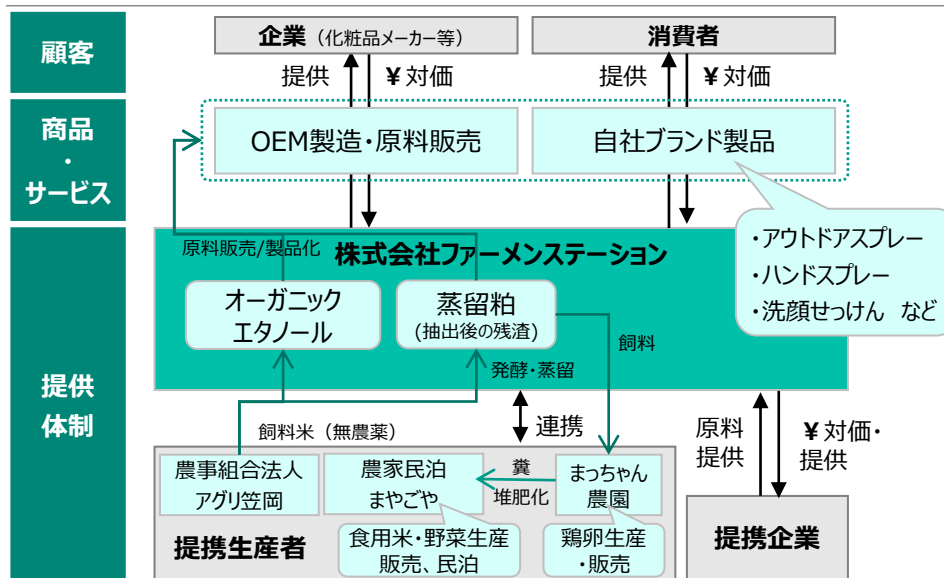 顧客
企業（化粧品メーカー等）
消費者
提供
¥対価
提供
¥対価
商品
・
サービス
OEM製造・原料販売
自社ブランド製品
・アウトドアスプレー
・ハンドスプレー
・洗顔せっけん など
提供
体制
原料販売/製品化
株式会社ファーメンステーション
オーガニック
エタノール
蒸留粕
(抽出後の残渣)
飼料
発酵・蒸留
飼料米（無農薬）
連携
原料
提供
¥対価・
提供
農事組合法人
アグリ笠岡
農家民泊
まやごや
糞
堆肥化
まっちゃん
農園
提携生産者
食用米・野菜生産
販売、民泊
鶏卵生産
・販売
提携企業